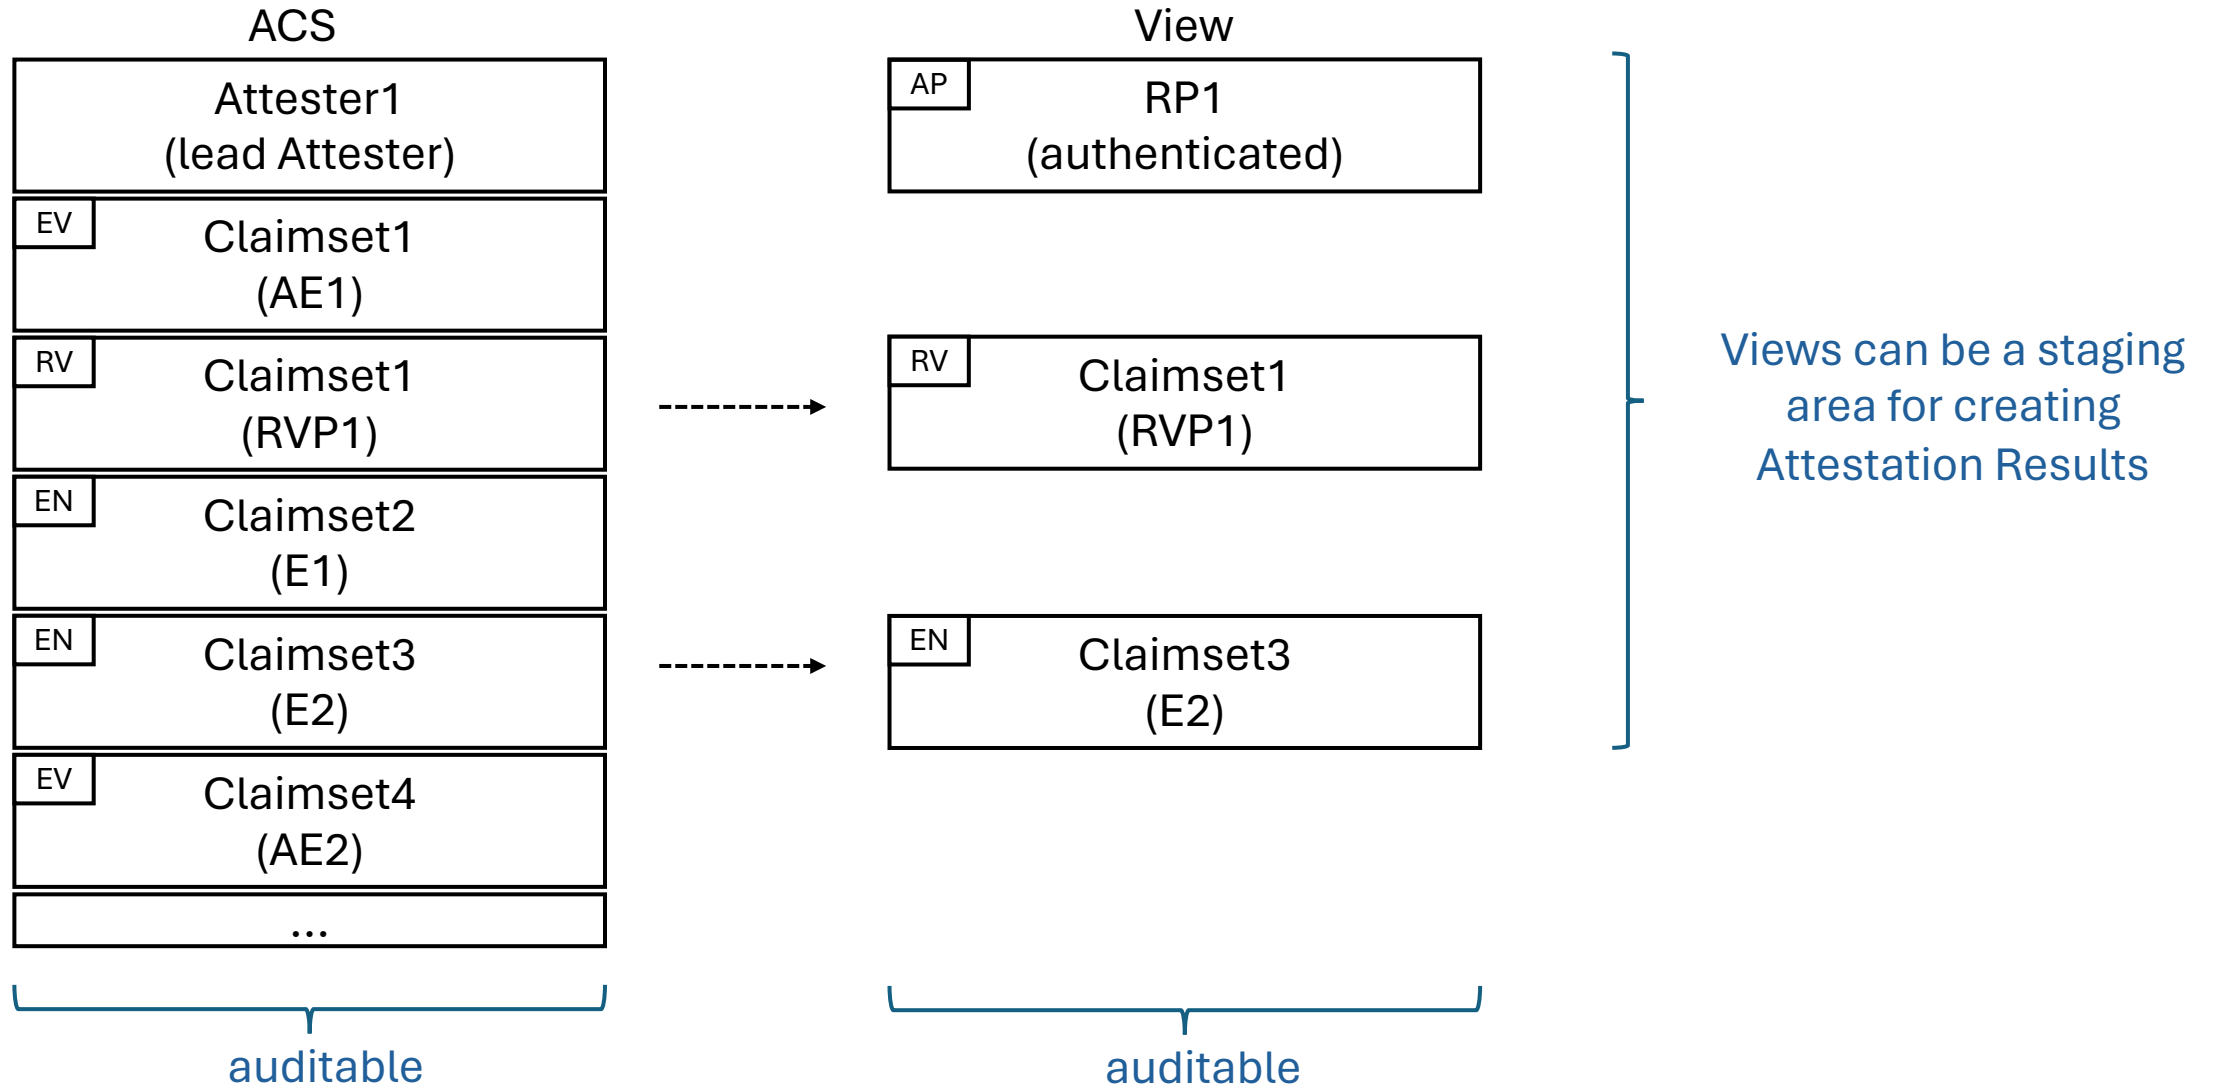 ACS
Attester1
(lead Attester)
EV
Claimset1
(AE1)
RV
Claimset1
(RVP1)
EN
Claimset2
(E1)
EN
Claimset3
(E2)
EV
Claimset4
(AE2)
...
auditable
View
AP
RP1
(authenticated)
RV
Claimset1
(RVP1)
EN
Claimset3
(E2)
auditable
Views can be a staging
area for creating
Attestation Results